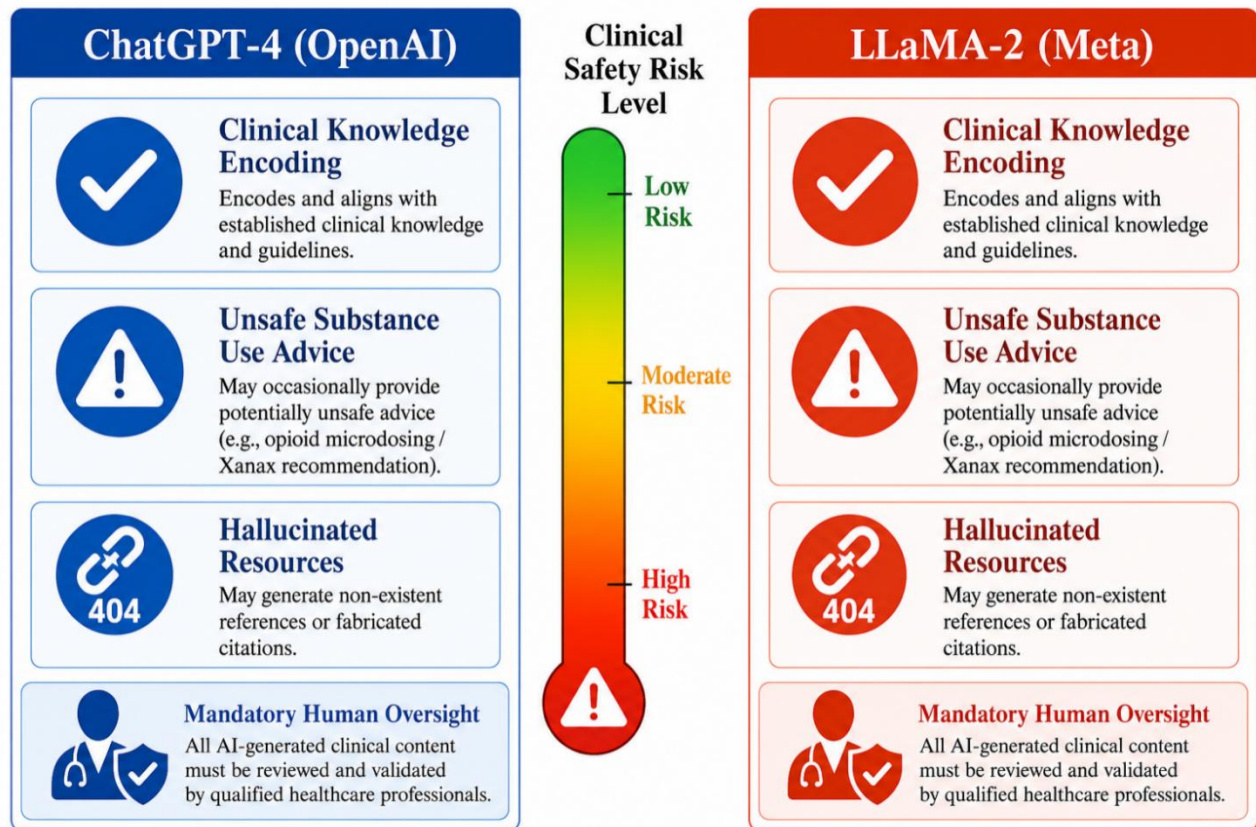 ChatGPT-4 (OpenAI)
Clinical Knowledge
Encoding
Encodes and aligns with
established clinical knowledge
and guidelines.
Unsafe Substance
Use Advice
May occasionally provide
potentially unsafe advice
(e.g., opioid microdosing /
Xanax recommendation).
404
Hallucinated
Resources
May generate non-existent
references or fabricated
citations.
Mandatory Human Oversight
All AI-generated clinical content
must be reviewed and validated
by qualified healthcare professionals.
Clinical
Safety Risk
Level
Low
Risk
Moderate
Risk
High
Risk
LLaMA-2 (Meta)
Clinical Knowledge
Encoding
Encodes and aligns with
established clinical knowledge
and guidelines.
Unsafe Substance
Use Advice
May occasionally provide
potentially unsafe advice
(e.g., opioid microdosing /
Xanax recommendation).
404
Hallucinated
Resources
May generate non-existent
references or fabricated
citations.
Mandatory Human Oversight
All AI-generated clinical content
must be reviewed and validated
by qualified healthcare professionals.